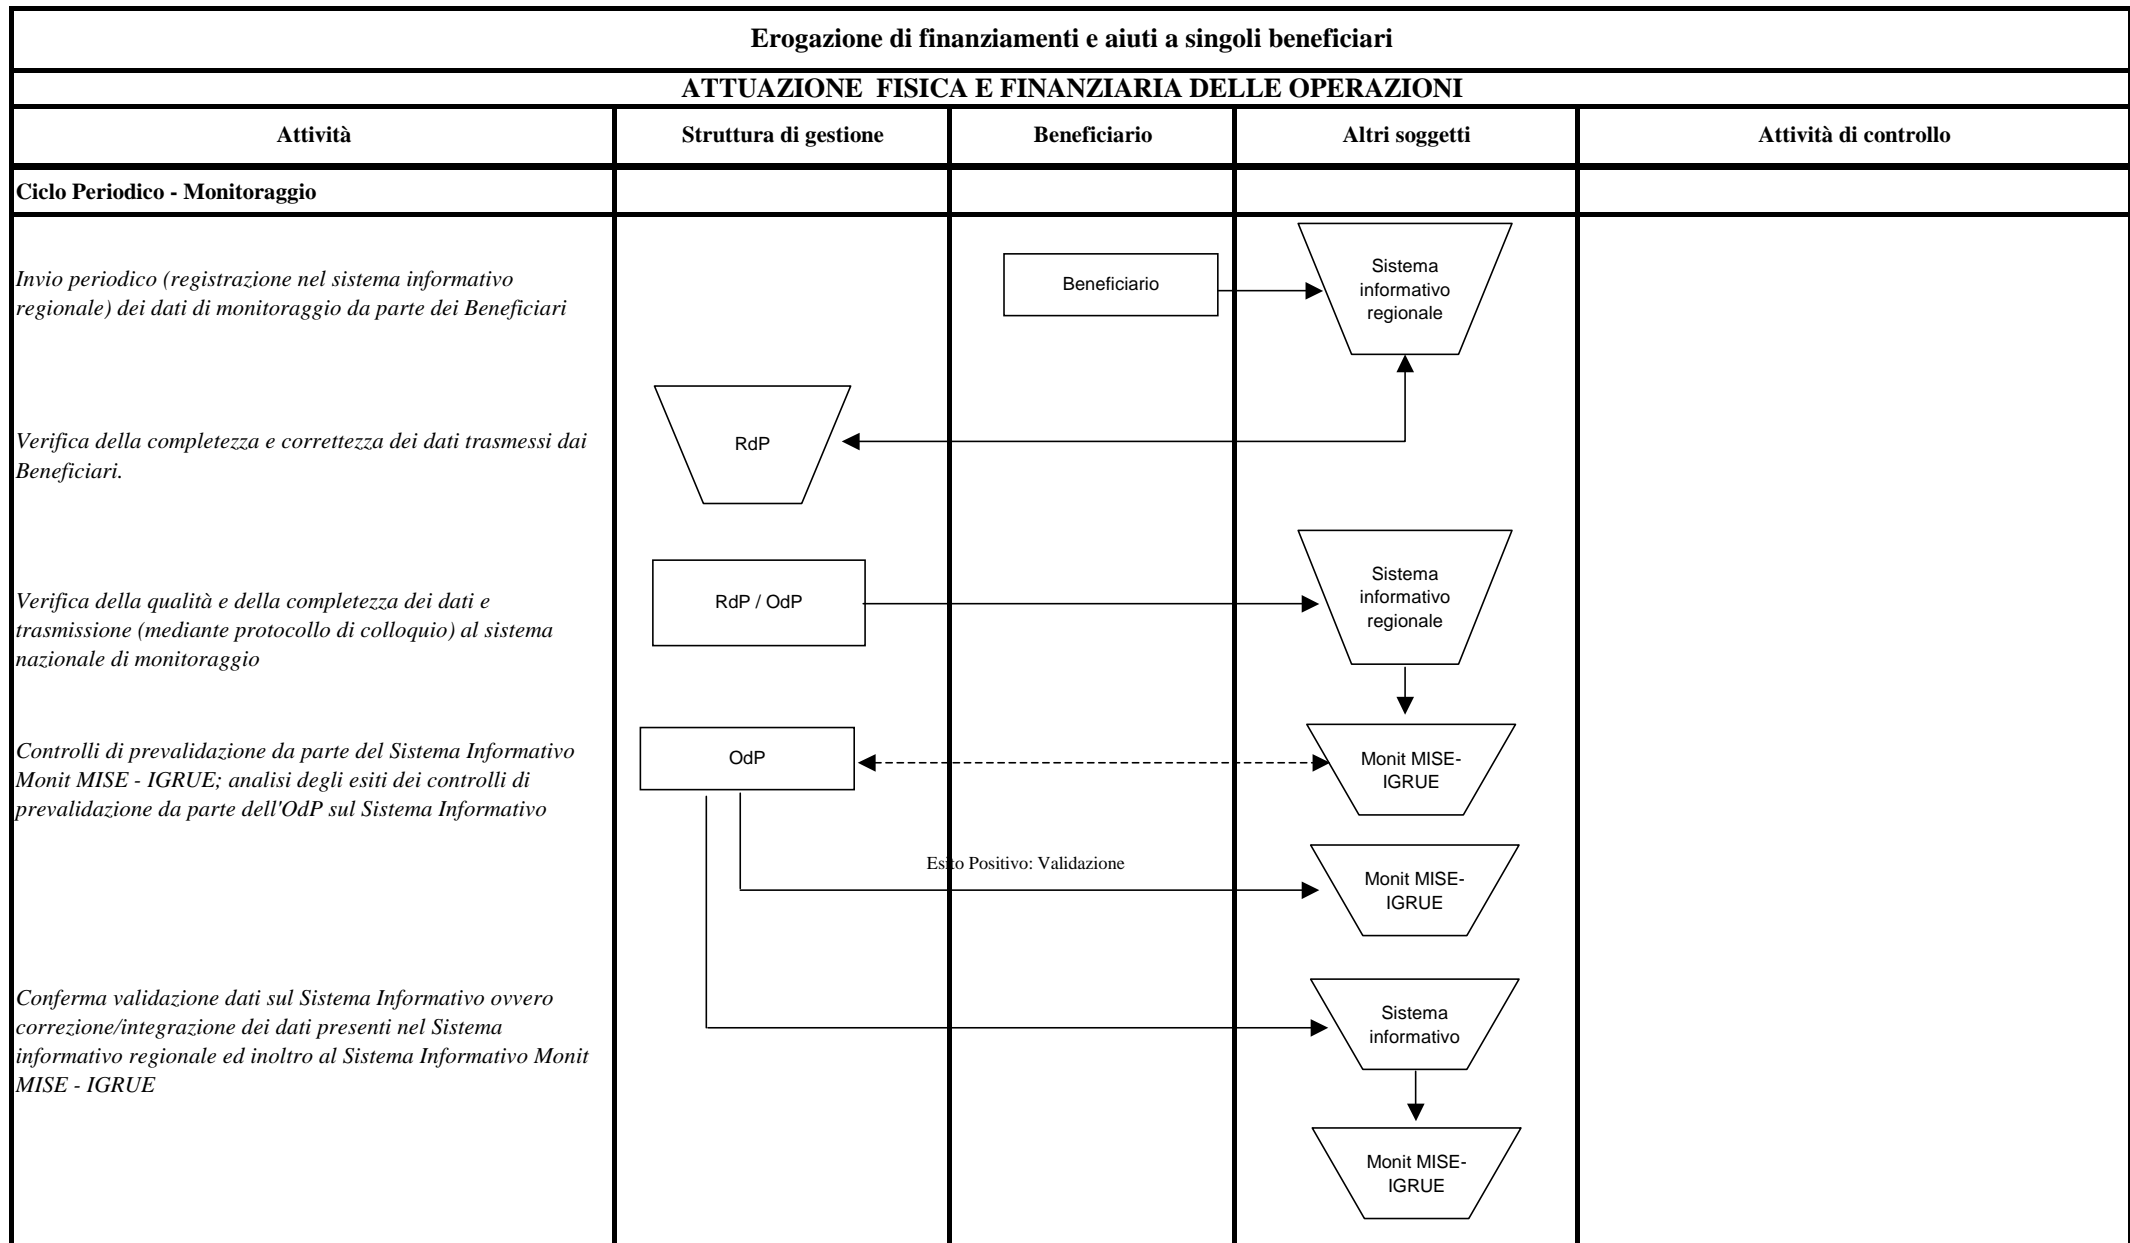 Erogazione di finanziamenti e aiuti a singoli beneficiari
ATTUAZIONE  FISICA E FINANZIARIA DELLE OPERAZIONI
Attività
Struttura di gestione
Beneficiario
Altri soggetti
Attività di controllo
Ciclo Periodico - Monitoraggio
Invio periodico (registrazione nel sistema informativo
regionale) dei dati di monitoraggio da parte dei Beneficiari
Beneficiario
Sistema
informativo
regionale
Verifica della completezza e correttezza dei dati trasmessi dai
Beneficiari.
RdP
Verifica della qualità e della completezza dei dati e
trasmissione (mediante protocollo di colloquio) al sistema
nazionale di monitoraggio
RdP / OdP
Sistema
informativo
regionale
Controlli di prevalidazione da parte del Sistema Informativo
Monit MISE - IGRUE; analisi degli esiti dei controlli di
prevalidazione da parte dell'OdP sul Sistema Informativo
OdP
Monit MISE-
IGRUE
Esito Positivo: Validazione
Monit MISE-
IGRUE
Conferma validazione dati sul Sistema Informativo ovvero
correzione/integrazione dei dati presenti nel Sistema
informativo regionale ed inoltro al Sistema Informativo Monit
MISE - IGRUE
Sistema
informativo
Monit MISE-
IGRUE